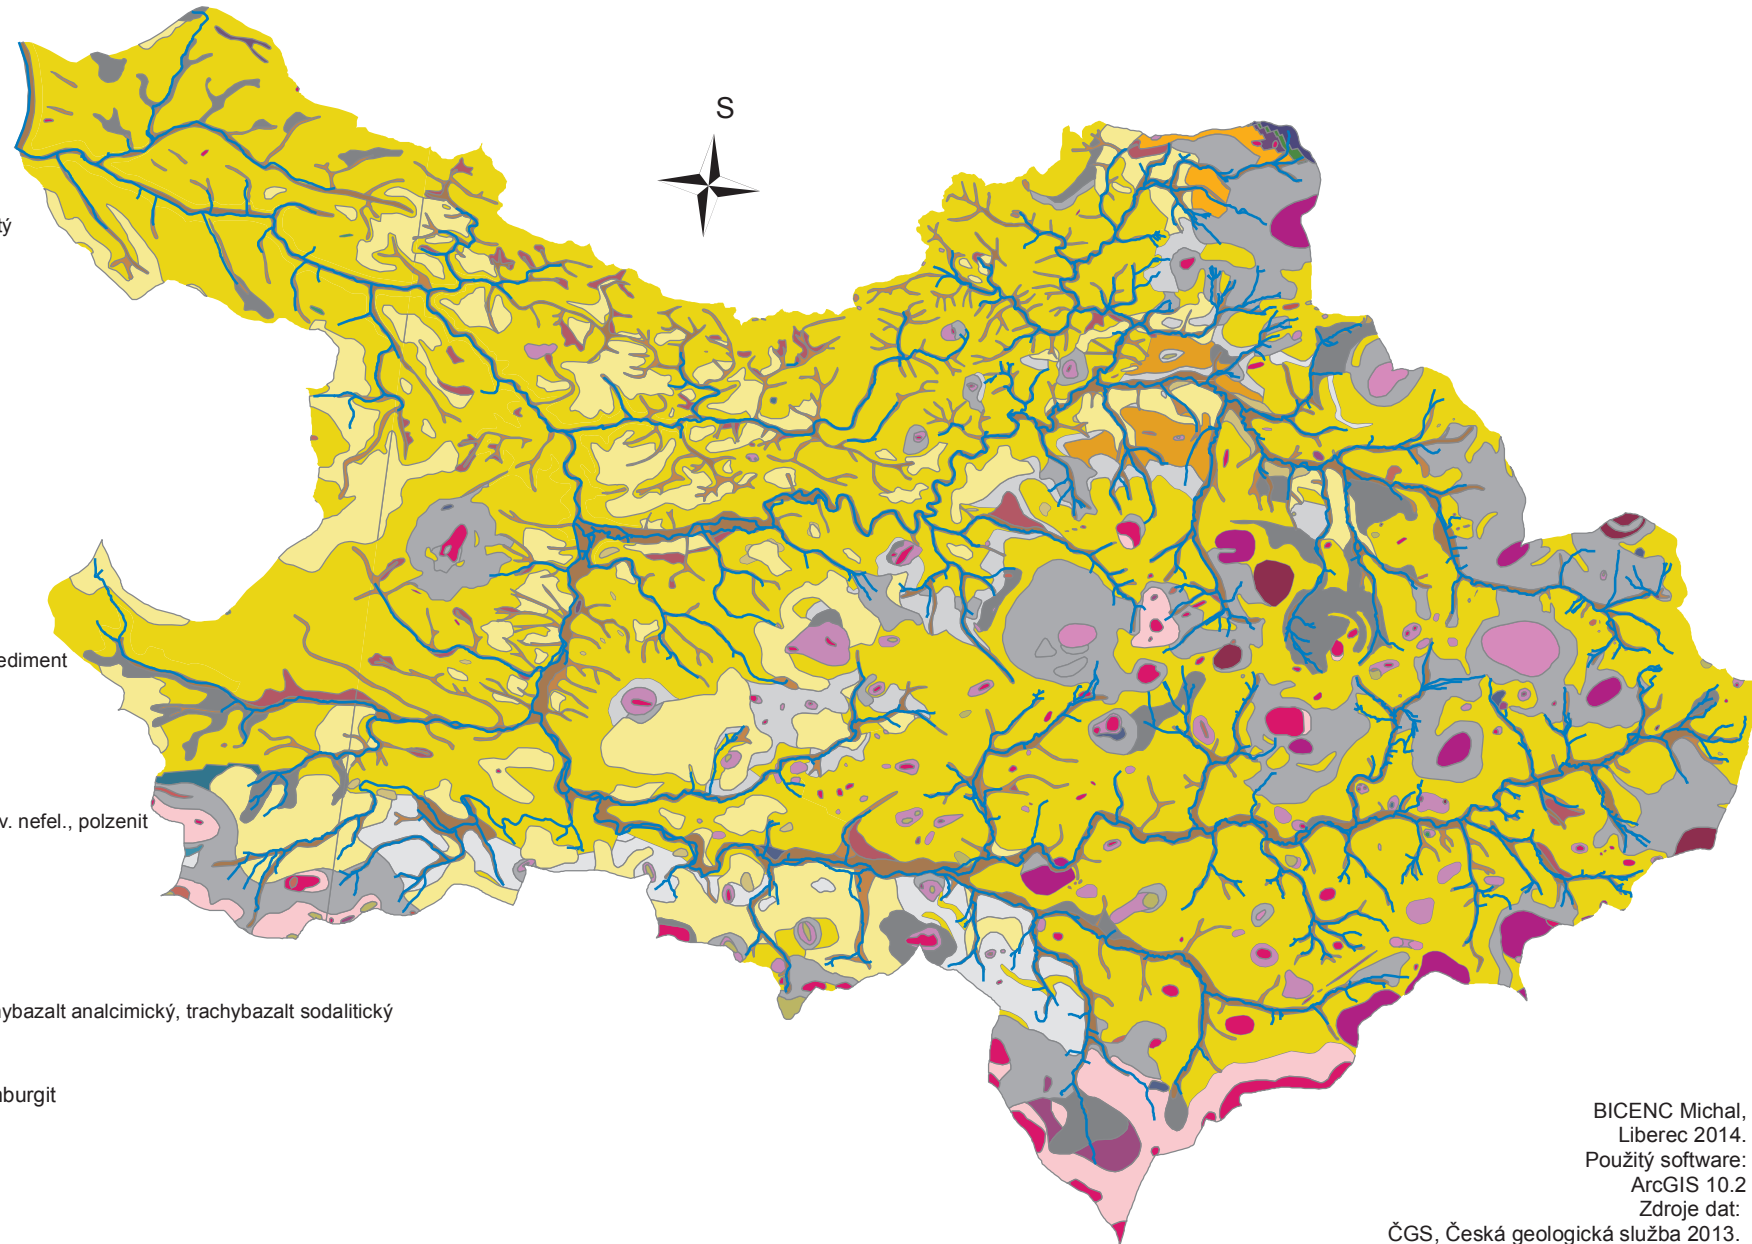 S
tý
ediment
v. nefel., polzenit
ybazalt analcimický, trachybazalt sodalitický
burgit
BICENC Michal,
Liberec 2014.
Použitý software:
ArcGIS 10.2
Zdroje dat:
ČGS, Česká geologická služba 2013.